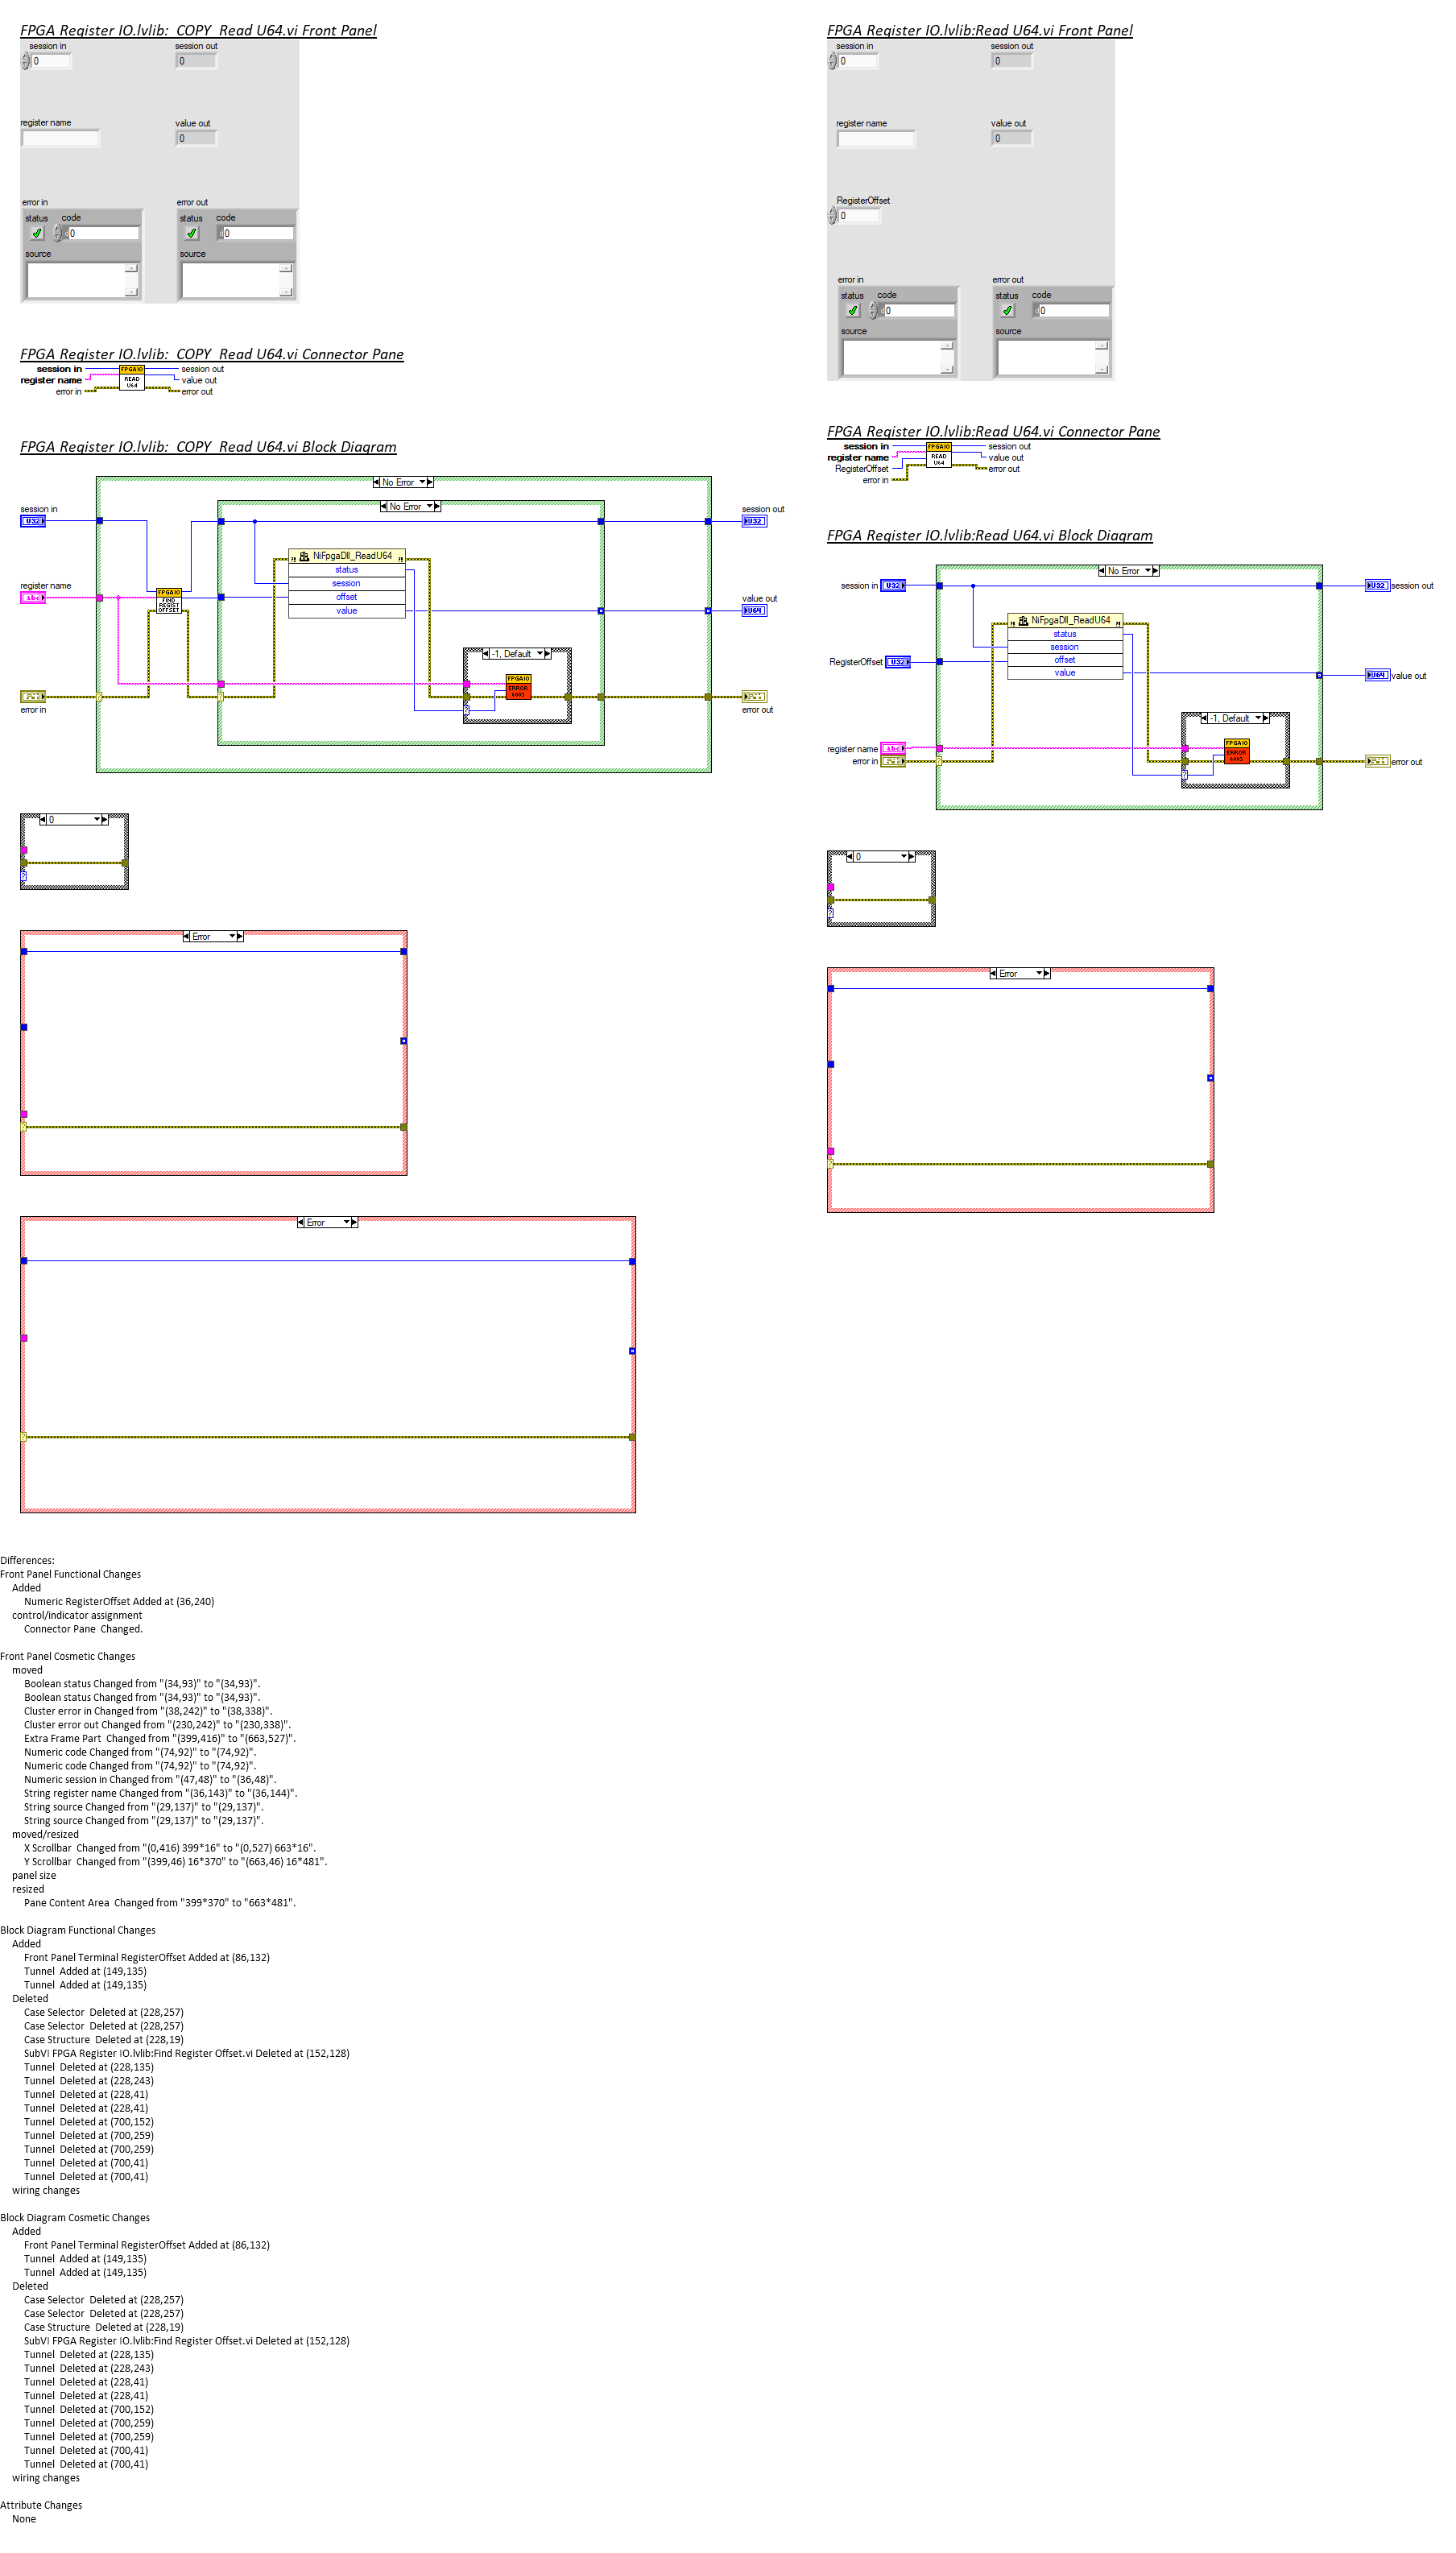 FPGA Register IO.lvlib:  COPY  Read U64.vi Front Panel
session in
session out
0
0
register name
value out
0
error in
error out
status
code
status
code
d 0
d 0
source
source
FPGA Register IO.lvlib:  COPY  Read U64.vi Connector Pane
session in
register name
error in
FPGAIO
READ
U64
session out
value out
error out
FPGA Register IO.lvlib:  COPY  Read U64.vi Block Diagram
No Error
No Error
session in
U32
session out
U32
NiFpgaDll_ReadU64
status
session
offset
value
register name
abc
FPGAIO
FIND
REGIST
OFFSET
value out
U64
-1, Default
FPGAIO
ERROR
6003
error in
error out
0
Error
Error
FPGA Register IO.lvlib:Read U64.vi Front Panel
session in
session out
0
0
register name
value out
0
RegisterOffset
0
error in
error out
status
code
status
code
d 0
d 0
source
source
FPGA Register IO.lvlib:Read U64.vi Connector Pane
session in
register name
RegisterOffset
error in
FPGAIO
READ
U64
session out
value out
error out
FPGA Register IO.lvlib:Read U64.vi Block Diagram
No Error
session in
U32
U32
session out
NiFpgaDll_ReadU64
status
session
offset
value
RegisterOffset
U32
U64
value out
-1, Default
register name
abc
FPGAIO
ERROR
6003
error in
error out
0
Error
Differences:
Front Panel Functional Changes
Added
Numeric RegisterOffset Added at (36,240)
control/indicator assignment
Connector Pane  Changed.
Front Panel Cosmetic Changes
moved
Boolean status Changed from "(34,93)" to "(34,93)".
Boolean status Changed from "(34,93)" to "(34,93)".
Cluster error in Changed from "(38,242)" to "(38,338)".
Cluster error out Changed from "(230,242)" to "(230,338)".
Extra Frame Part  Changed from "(399,416)" to "(663,527)".
Numeric code Changed from "(74,92)" to "(74,92)".
Numeric code Changed from "(74,92)" to "(74,92)".
Numeric session in Changed from "(47,48)" to "(36,48)".
String register name Changed from "(36,143)" to "(36,144)".
String source Changed from "(29,137)" to "(29,137)".
String source Changed from "(29,137)" to "(29,137)".
moved/resized
X Scrollbar  Changed from "(0,416) 399*16" to "(0,527) 663*16".
Y Scrollbar  Changed from "(399,46) 16*370" to "(663,46) 16*481".
panel size
resized
Pane Content Area  Changed from "399*370" to "663*481".
Block Diagram Functional Changes
Added
Front Panel Terminal RegisterOffset Added at (86,132)
Tunnel  Added at (149,135)
Tunnel  Added at (149,135)
Deleted
Case Selector  Deleted at (228,257)
Case Selector  Deleted at (228,257)
Case Structure  Deleted at (228,19)
SubVI FPGA Register IO.lvlib:Find Register Offset.vi Deleted at (152,128)
Tunnel  Deleted at (228,135)
Tunnel  Deleted at (228,243)
Tunnel  Deleted at (228,41)
Tunnel  Deleted at (228,41)
Tunnel  Deleted at (700,152)
Tunnel  Deleted at (700,259)
Tunnel  Deleted at (700,259)
Tunnel  Deleted at (700,41)
Tunnel  Deleted at (700,41)
wiring changes
Block Diagram Cosmetic Changes
Added
Front Panel Terminal RegisterOffset Added at (86,132)
Tunnel  Added at (149,135)
Tunnel  Added at (149,135)
Deleted
Case Selector  Deleted at (228,257)
Case Selector  Deleted at (228,257)
Case Structure  Deleted at (228,19)
SubVI FPGA Register IO.lvlib:Find Register Offset.vi Deleted at (152,128)
Tunnel  Deleted at (228,135)
Tunnel  Deleted at (228,243)
Tunnel  Deleted at (228,41)
Tunnel  Deleted at (228,41)
Tunnel  Deleted at (700,152)
Tunnel  Deleted at (700,259)
Tunnel  Deleted at (700,259)
Tunnel  Deleted at (700,41)
Tunnel  Deleted at (700,41)
wiring changes
Attribute Changes
None